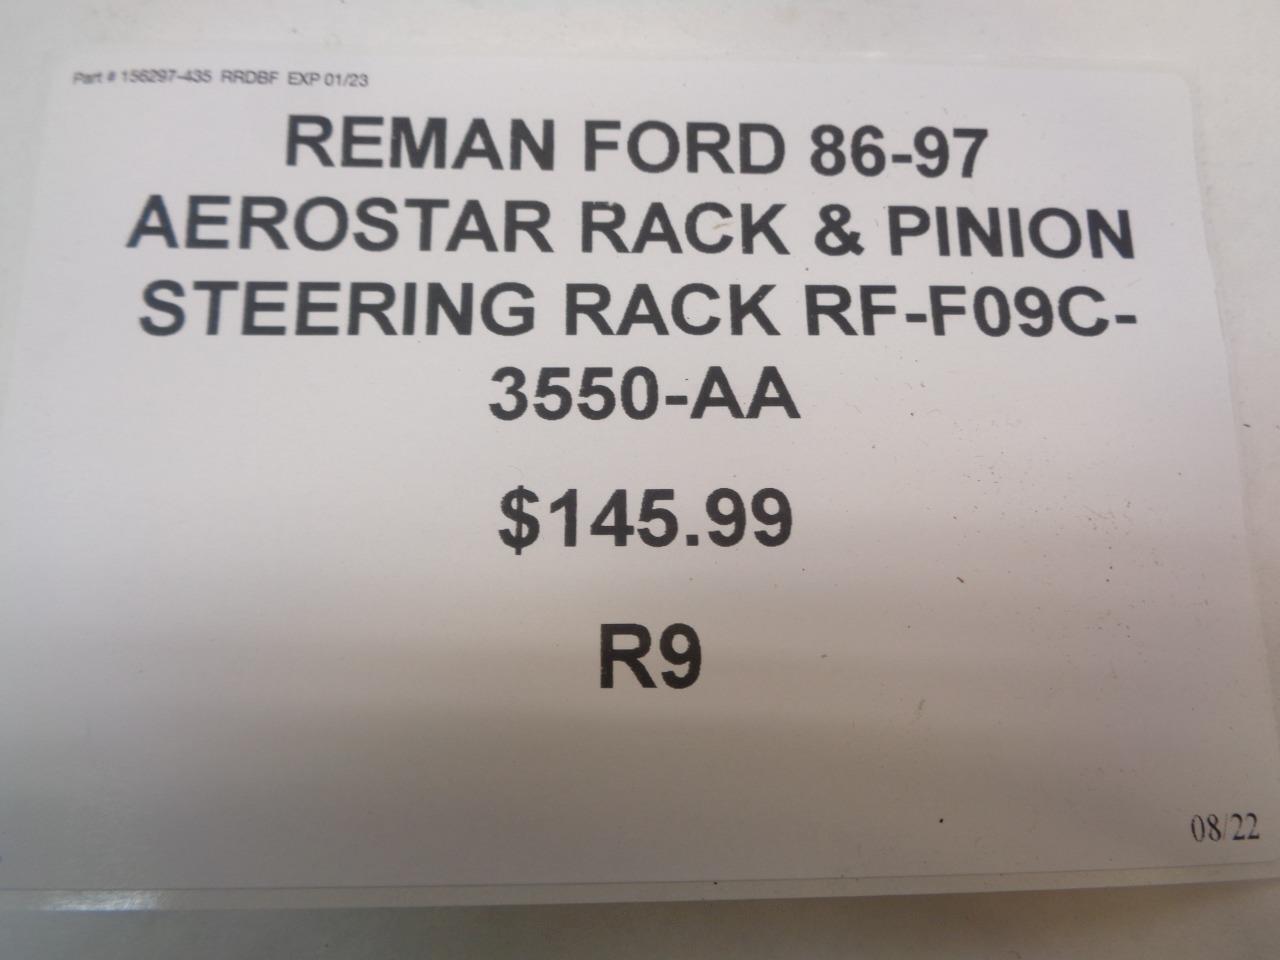 Part # 156297-435 RRDBF EXP 01/23
REMAN FORD 86-97
AEROSTAR RACK & PINION
STEERING RACK RF-F09C-
3550-AA
$145.99
R9
08/22